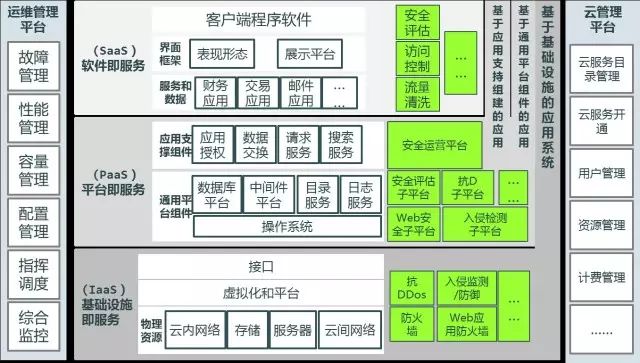 运维管理
平台
故障
管理
性能
管理
容量
管理
配置
管理
指挥
调度
综合
监控
（SaaS）
软件即服务
客户端程序软件
界面
框架
表现形态
展示平台
服务和
数据
财务
应用
交易
应用
邮件
应用
...
...
安全
评估
访问
控制
流量
清洗
...
...
基于应用支持组建的应用
基于通用平台组件的应用
基于基础设施的应用系统
（PaaS）
平台即服务
应用支
撑组件
应用
授权
数据
交换
请求
服务
搜索
服务
安全运营平台
通用平
台组件
数据库
平台
中间件
平台
目录
服务
日志
服务
操作系统
安全评估
子平台
抗D
子平台
...
...
Web安
全子平台
入侵检测
子平台
（IaaS）
基础设施
即服务
接口
虚拟化和平台
物理
资源
云内网络
存储
服务器
云间网络
抗
DDos
入侵监测
/防御
...
...
防火
墙
Web应
用防火墙
云管理
平台
云服务目
录管理
云服务开
通
用户管理
资源管理
计费管理
......